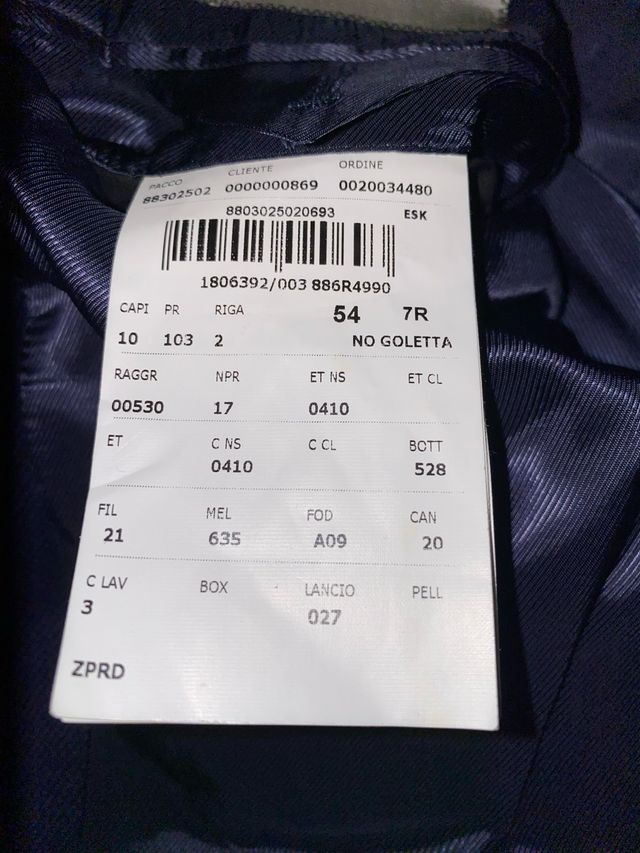 PACCO CLIENTE ORDINE
88302502 0000000869 0020034480
8803025020693 ESK
1806392/003 886R4990
CAPI PR RIGA 54 7R
10 103 2 NO GOLETTA
RAGGR NPR ET NS ET CL
00530 17 0410
ET C NS C CL BOTT
0410 528
FIL MEL FOD CAN
21 635 A09 20
C LAV BOX LANCIO PELL
3 027
ZPRD